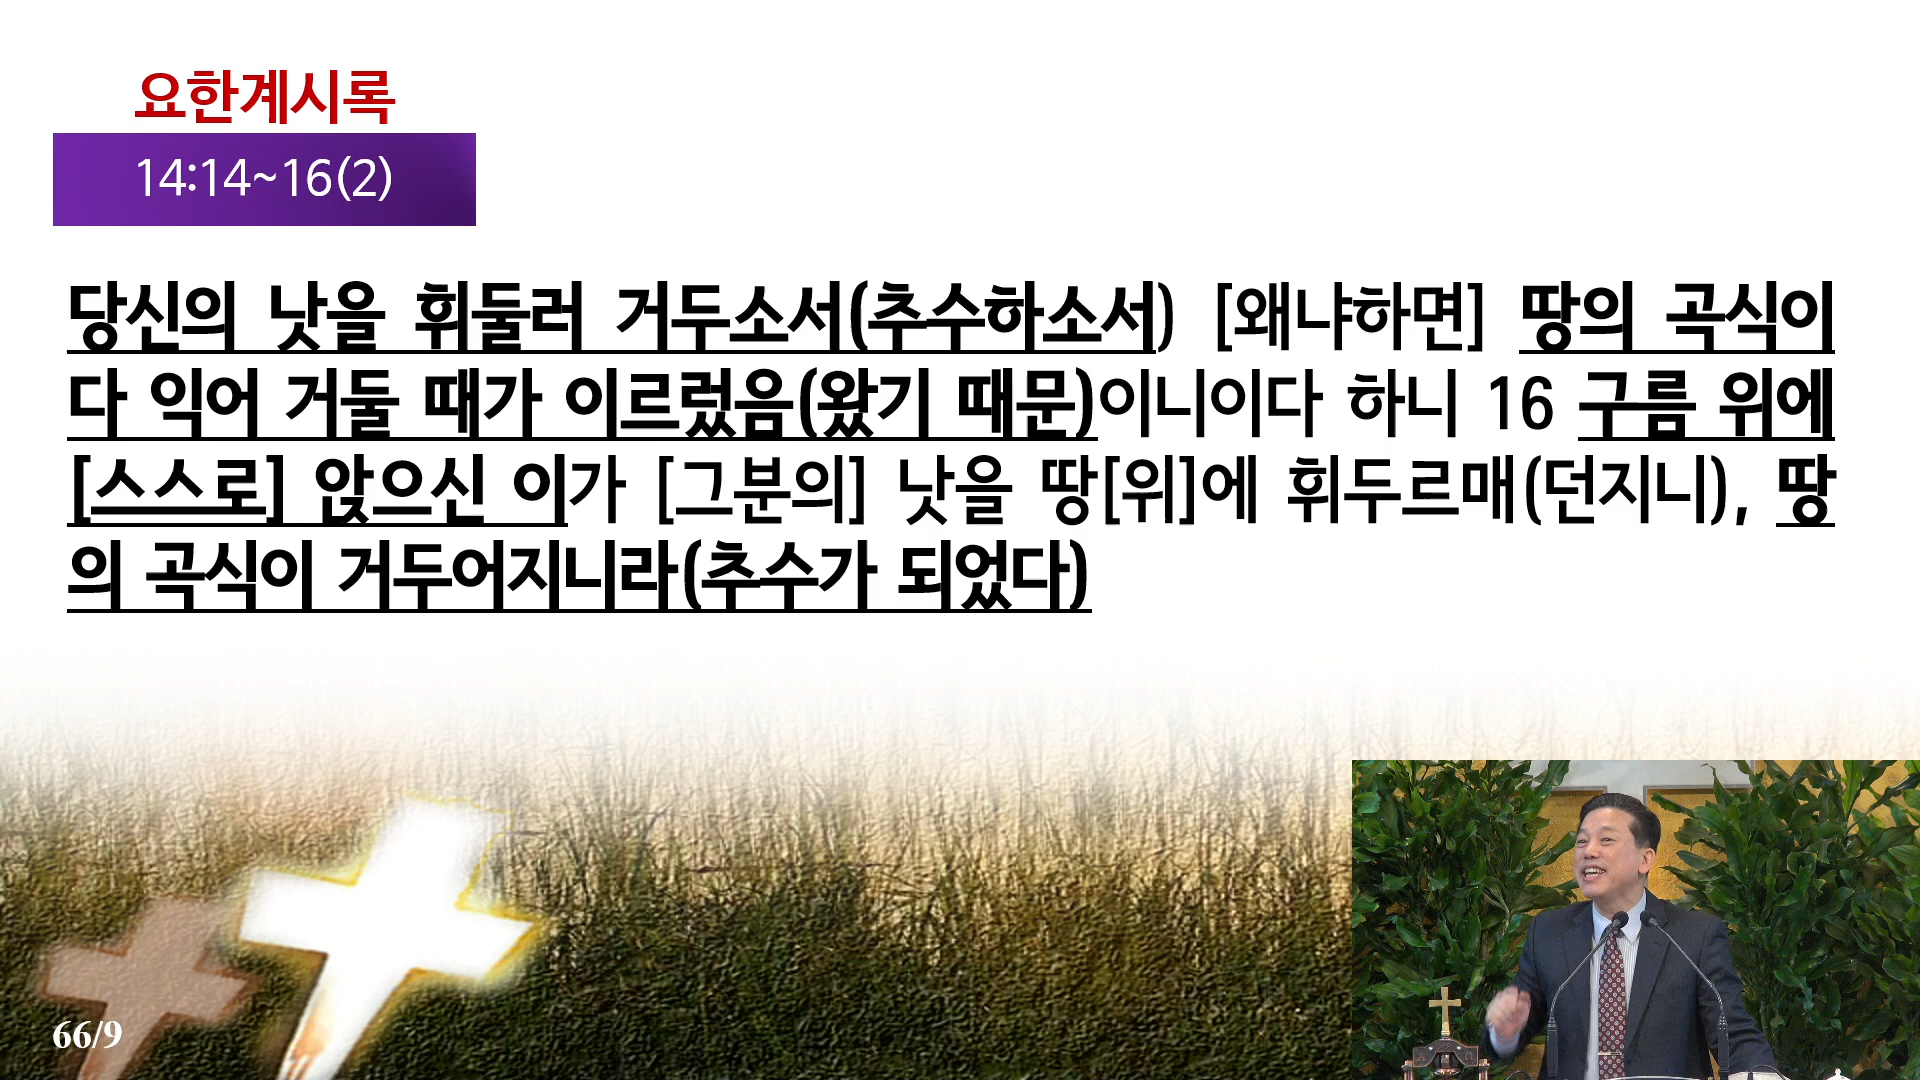 요한계시록
14:14~16(2)
당신의 낫을 휘둘러 거두소서(추수하소서) [왜냐하면] 땅의 곡식이
다 익어 거둘 때가 이르렀음(왔기 때문)이니이다 하니 16 구름 위에
[스스로] 앉으신 이가 [그분의] 낫을 땅[위]에 휘두르매(던지니), 땅
의 곡식이 거두어지니라(추수가 되었다)
66/9